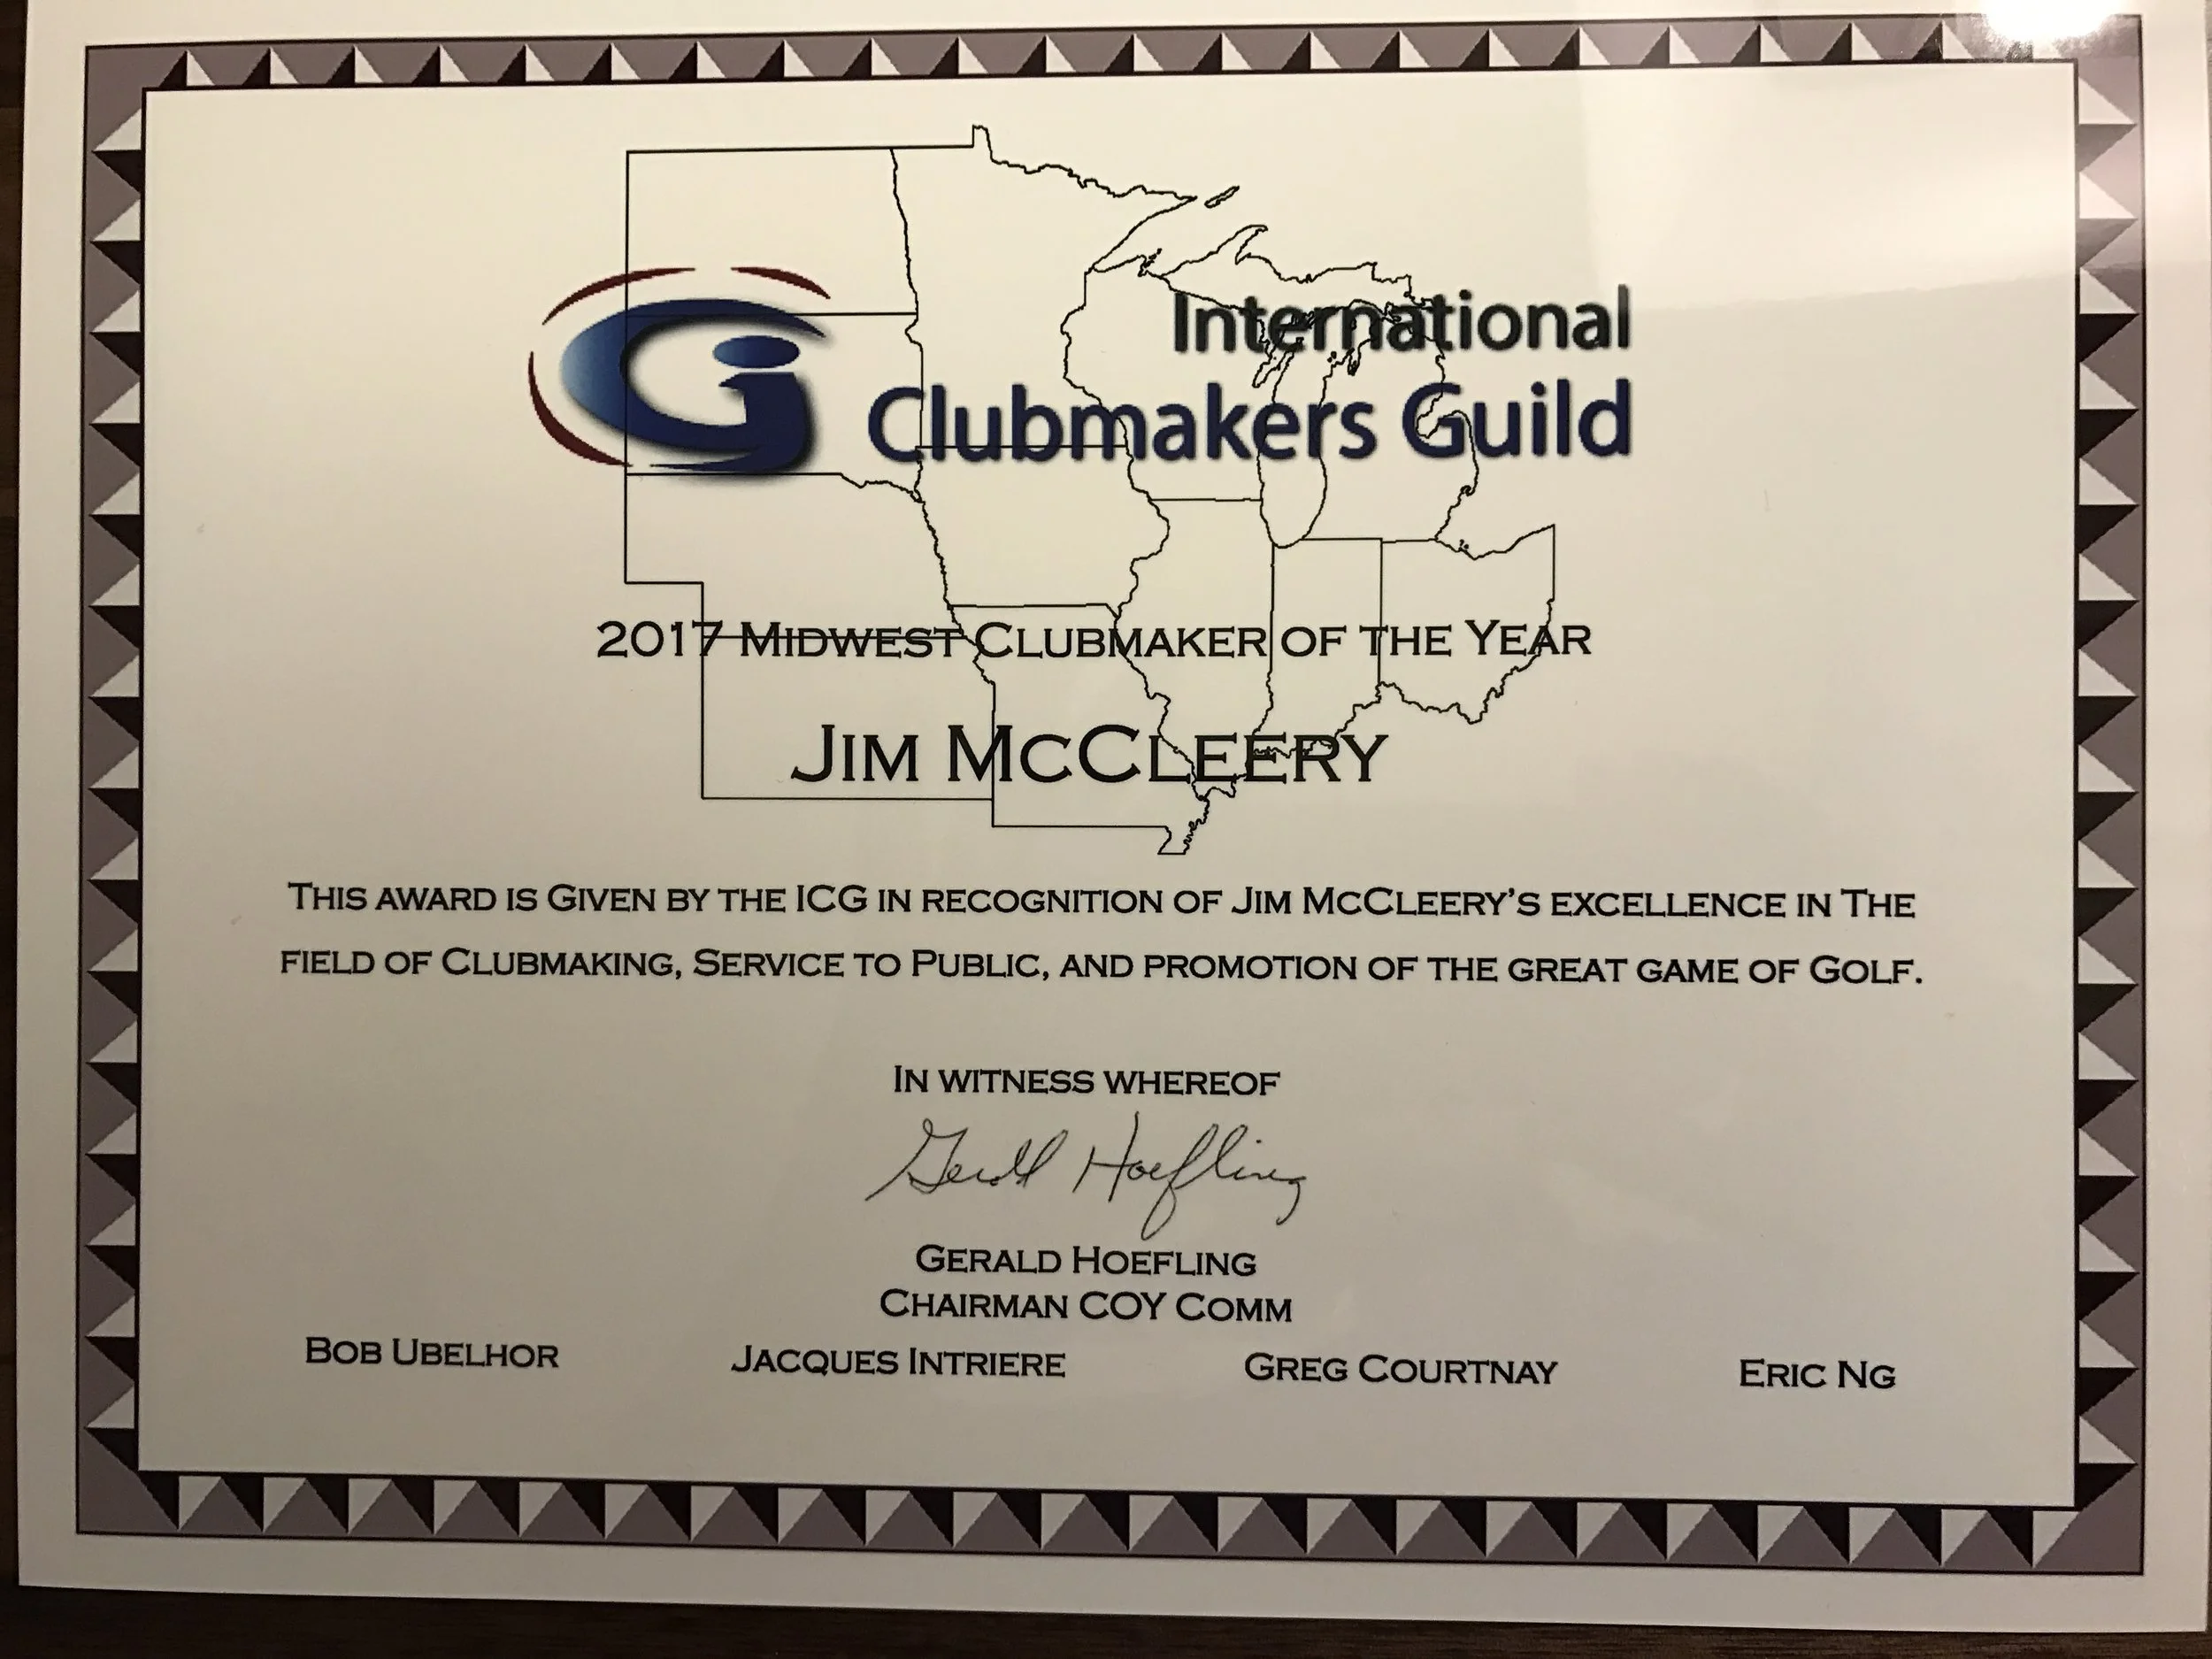 International
Clubmakers Guild
2017 Midwest Clubmaker of the Year
Jim McCleery
This award is Given by the ICG in recognition of Jim McCleery's excellence in The
field of Clubmaking, Service to Public, and promotion of the great game of Golf.
In witness whereof
Gerald Hoefling
Gerald Hoefling
Chairman COY Comm
Bob Ubelhor Jacques Intriere Greg Courtnay Eric Ng